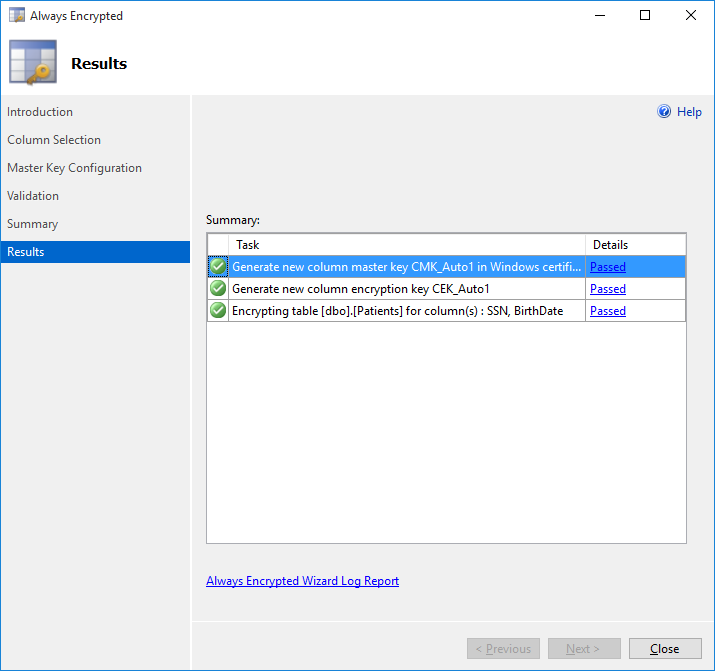 Always Encrypted
Results
Introduction
Column Selection
Master Key Configuration
Validation
Summary
Results
Help
Summary:
Task Details
Generate new column master key CMK_Auto1 in Windows certifi... Passed
Generate new column encryption key CEK_Auto1 Passed
Encrypting table [dbo].[Patients] for column(s) : SSN, BirthDate Passed
Always Encrypted Wizard Log Report
< Previous Next > Close